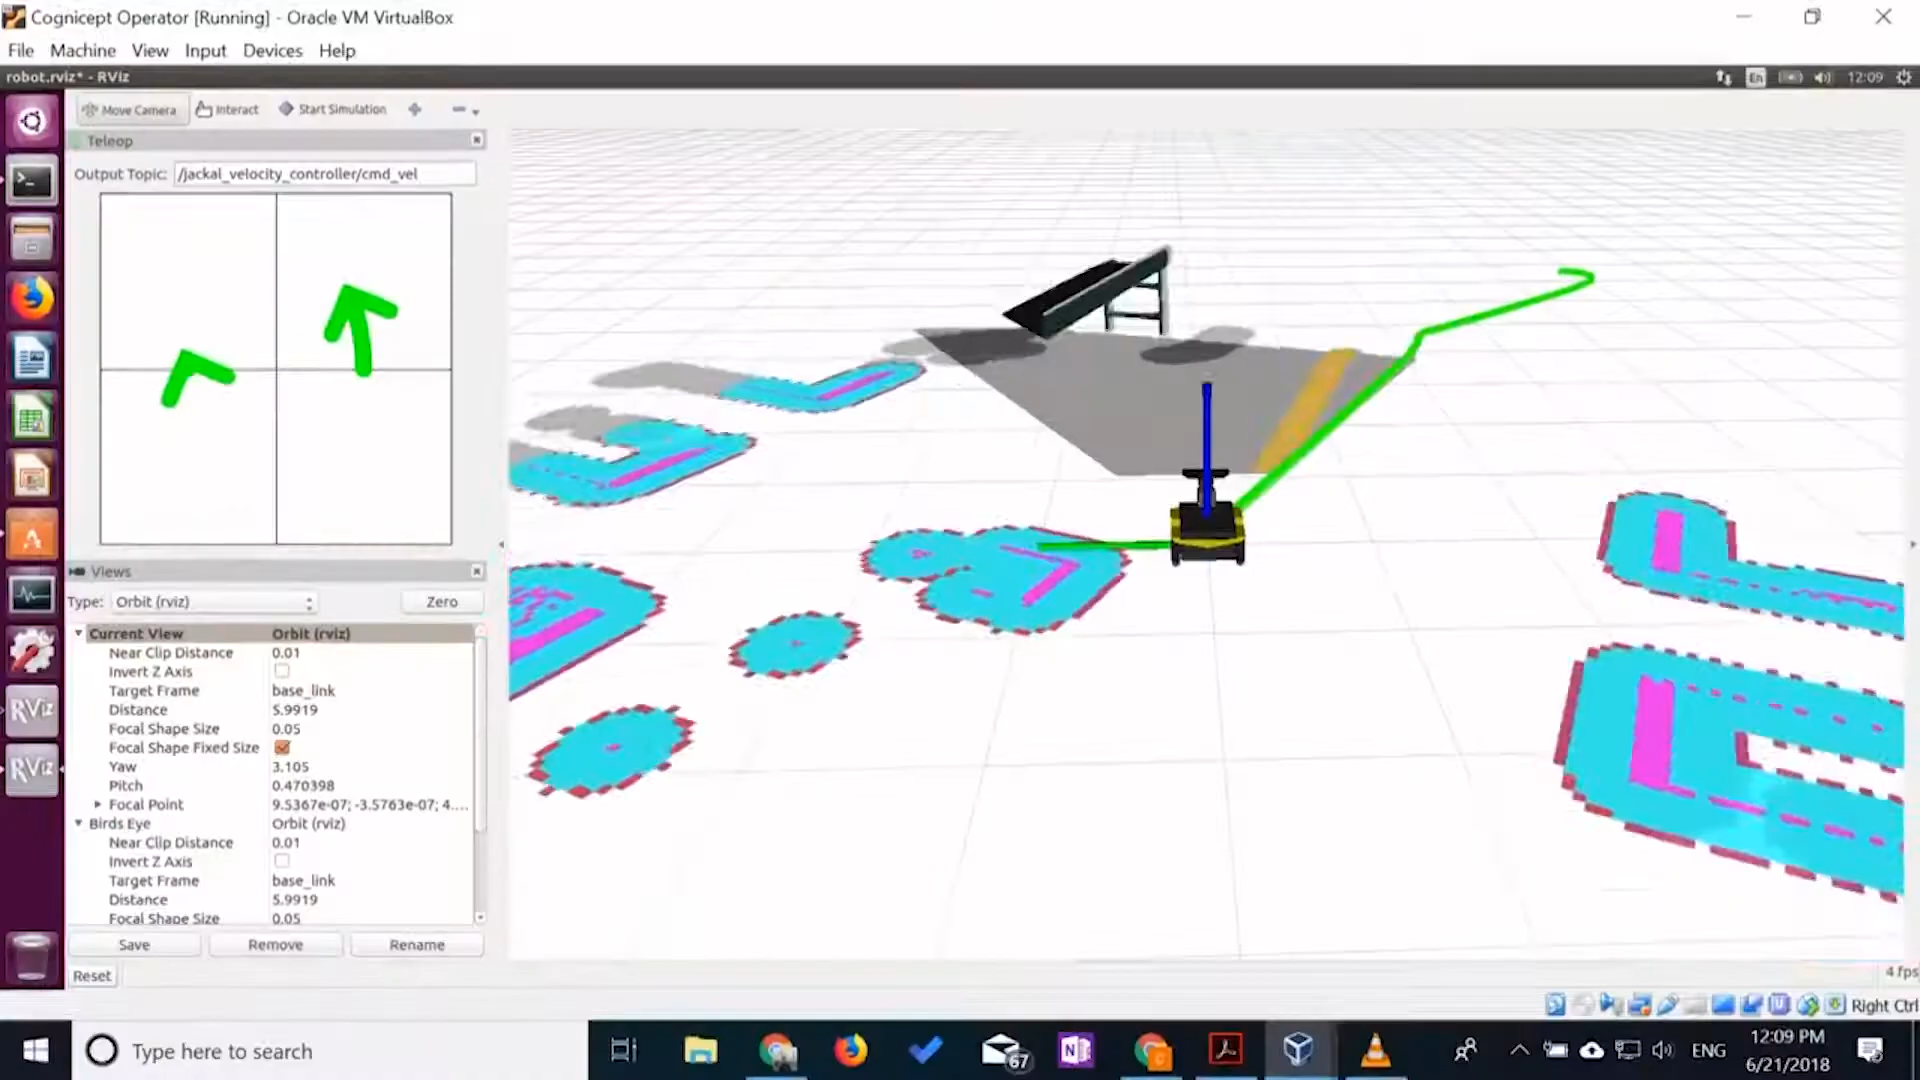 Cognicept Operator [Running] - Oracle VM VirtualBox
File Machine View Input Devices Help
robot.rviz* - RViz
En 12:09
Move Camera Interact Start Simulation
Teleop
Output Topic: /jackal_velocity_controller/cmd_vel
Views
Type: Orbit (rviz) Zero
Current View Orbit (rviz)
Near Clip Distance 0.01
Invert Z Axis
Target Frame base_link
Distance 5.9919
Focal Shape Size 0.05
Focal Shape Fixed Size
Yaw 3.105
Pitch 0.470398
Focal Point 9.5367e-07; -3.5763e-07; 4....
Birds Eye Orbit (rviz)
Near Clip Distance 0.01
Invert Z Axis
Target Frame base_link
Distance 5.9919
Focal Shape Size 0.05
Save Remove Rename
Reset
4 fps
RViz
RViz
Right Ctrl
Type here to search
67
N
ENG
12:09 PM
6/21/2018